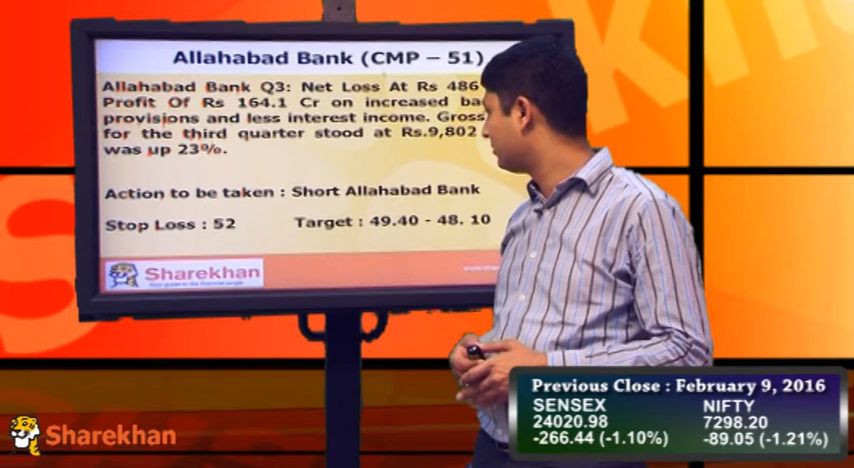 Allahabad Bank (CMP – 51)
Allahabad Bank Q3: Net Loss At Rs 486
Profit Of Rs 164.1 Cr on increased ba
provisions and less interest income. Gross
for the third quarter stood at Rs.9,802
was up 23%.
Action to be taken : Short Allahabad Bank
Stop Loss : 52 Target : 49.40 - 48. 10
Sharekhan
Sharekhan
Previous Close : February 9, 2016
SENSEX NIFTY
24020.98 7298.20
-266.44 (-1.10%) -89.05 (-1.21%)